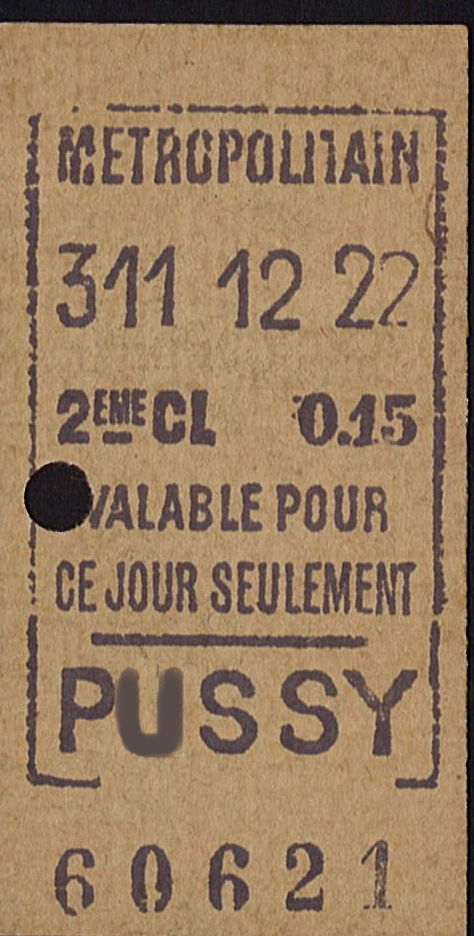 METROPOLITAIN
311 12 22
2EME CL 0.15
VALABLE POUR
CE JOUR SEULEMENT
PUSSY
60621